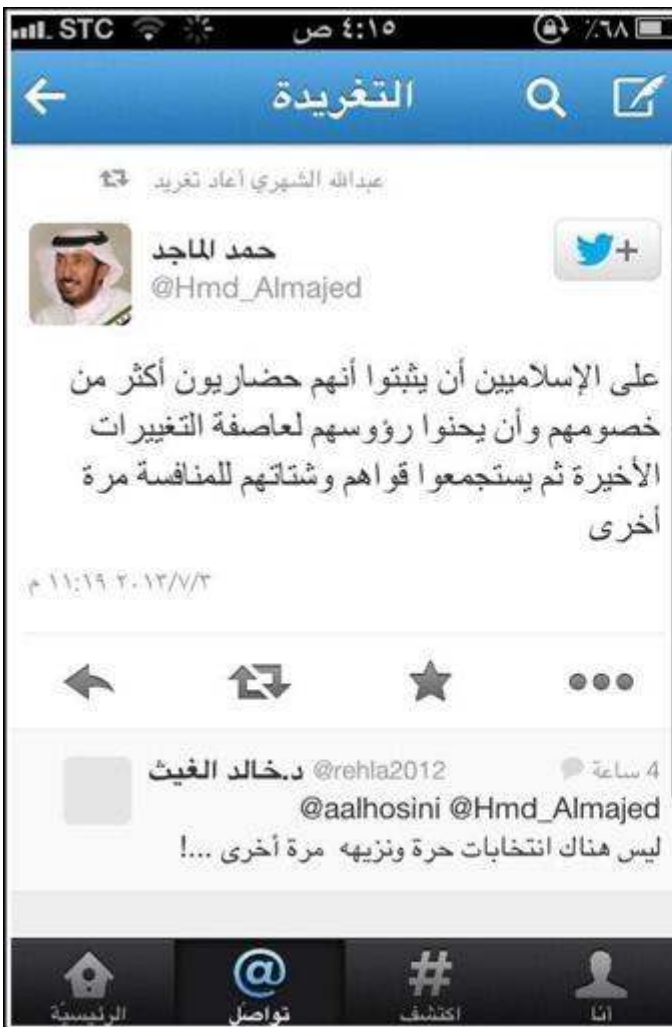 STC ٤:١٥ ص ٪٦٨
التغريدة
عبدالله الشهري أعاد تغريد
حمد الماجد
@Hmd_Almajed
على الإسلاميين أن يثبتوا أنهم حضاريون أكثر من
خصومهم وأن يحنوا رؤوسهم لعاصفة التغييرات
الأخيرة ثم يستجمعوا قواهم وشتاتهم للمنافسة مرة
أخرى
٢٠١٣/٧/٣ ١١:١٩ م
د.خالد الغيث @rehla2012 4 ساعة
@aalhosini @Hmd_Almajed
ليس هناك انتخابات حرة ونزيهه مرة أخرى ...!
الرئيسية تواصل اكتشف أنا